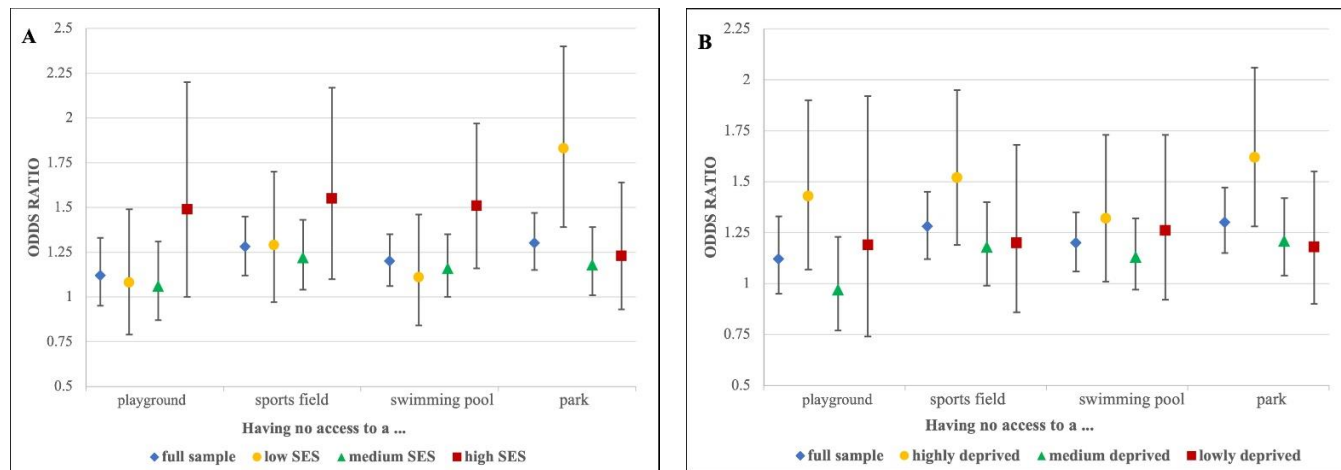 A
ODDS RATIO
2.5
2.25
2
1.75
1.5
1.25
1
0.75
0.5
playground sports field swimming pool park
Having no access to a ...
full sample low SES medium SES high SES
B
ODDS RATIO
2.25
2
1.75
1.5
1.25
1
0.75
0.5
playground sports field swimming pool park
Having no access to a ...
full sample highly deprived medium deprived lowly deprived